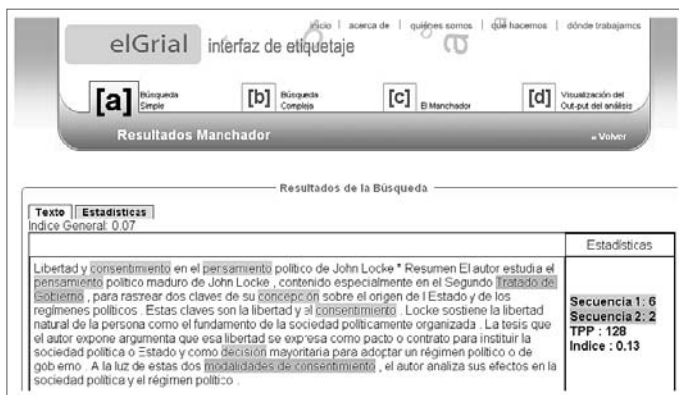 inicio | acerca de | quiénes somos | qué hacemos | dónde trabajamos
elGrial interfaz de etiquetaje
[a] Búsqueda Simple [b] Búsqueda Compleja [c] El Manchador [d] Visualización del Out-put del análisis
Resultados Manchador « Volver
Resultados de la Búsqueda
Texto Estadísticas
Indice General: 0.07
Estadísticas
Libertad y consentimiento en el pensamiento político de John Locke * Resumen El autor estudia el
pensamiento político maduro de John Locke , contenido especialmente en el Segundo Tratado de
Gobierno , para rastrear dos claves de su concepción sobre el origen de l Estado y de los
regímenes políticos . Estas claves son la libertad y el consentimiento . Locke sostiene la libertad
natural de la persona como el fundamento de la sociedad políticamente organizada . La tesis que
el autor expone argumenta que esa libertad se expresa como pacto o contrato para instituir la
sociedad política o Estado y como decisión mayoritaria para adoptar un régimen político o de
gobierno . A la luz de estas dos modalidades de consentimiento , el autor analiza sus efectos en la
sociedad política y el régimen político .
Secuencia 1: 6
Secuencia 2: 2
TPP : 128
Indice : 0.13